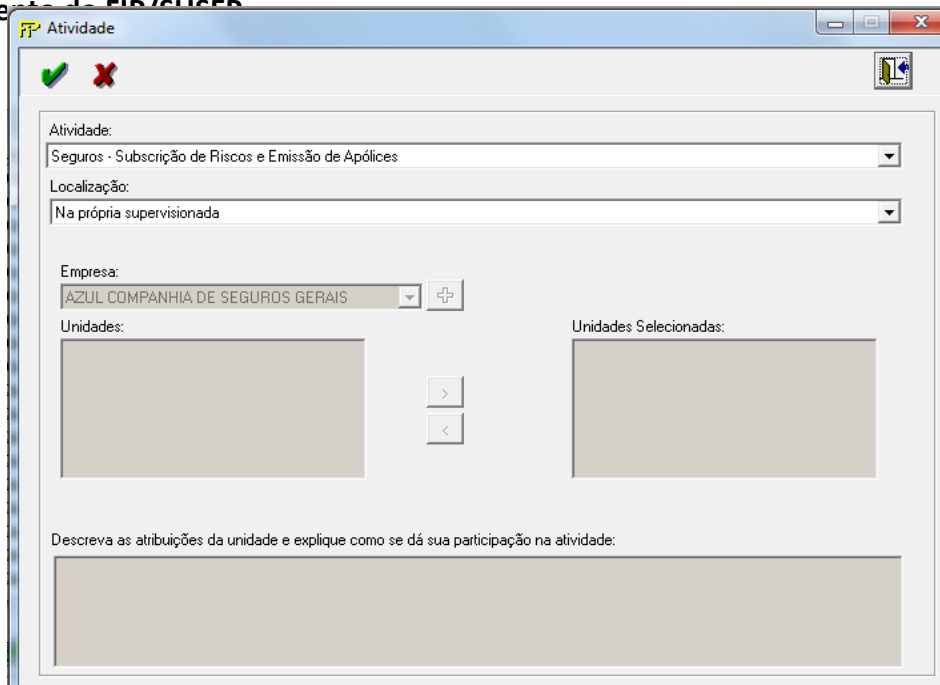 FIP Atividade
Atividade:
Seguros - Subscrição de Riscos e Emissão de Apólices
Localização:
Na própria supervisionada
Empresa:
AZUL COMPANHIA DE SEGUROS GERAIS
Unidades:
Unidades Selecionadas:
>
<
Descreva as atribuições da unidade e explique como se dá sua participação na atividade: